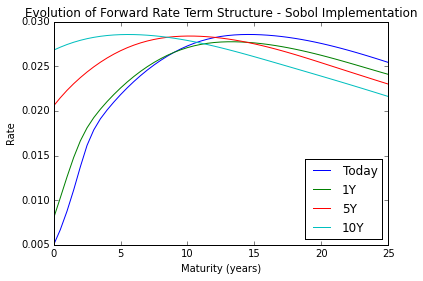 Evolution of Forward Rate Term Structure - Sobol Implementation
0.030
0.025
0.020
0.015
0.010
0.005
Rate
0 5 10 15 20 25
Maturity (years)
Today
1Y
5Y
10Y